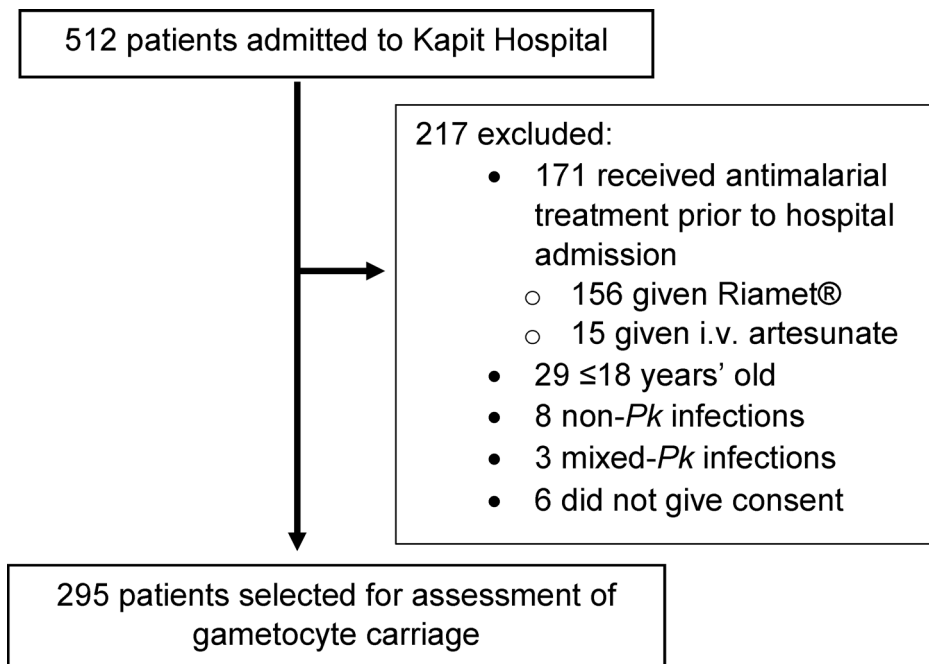 512 patients admitted to Kapit Hospital
217 excluded:
• 171 received antimalarial
treatment prior to hospital
admission
o 156 given Riamet®
o 15 given i.v. artesunate
• 29 ≤18 years’ old
• 8 non-Pk infections
• 3 mixed-Pk infections
• 6 did not give consent
295 patients selected for assessment of
gametocyte carriage